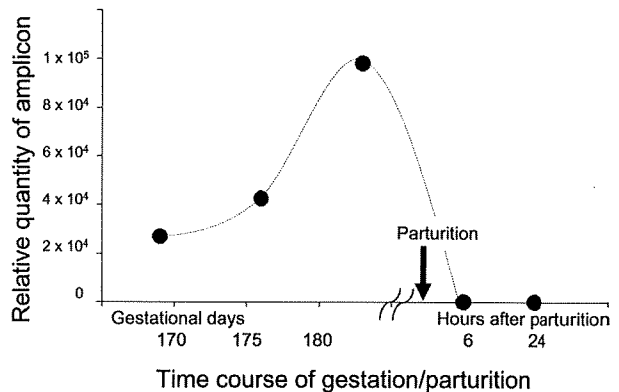 Relative quantity of amplicon
1 x 10⁵
8 x 10⁴
6 x 10⁴
4 x 10⁴
2 x 10⁴
0
Parturition
Gestational days
Hours after parturition
170 175 180 6 24
Time course of gestation/parturition